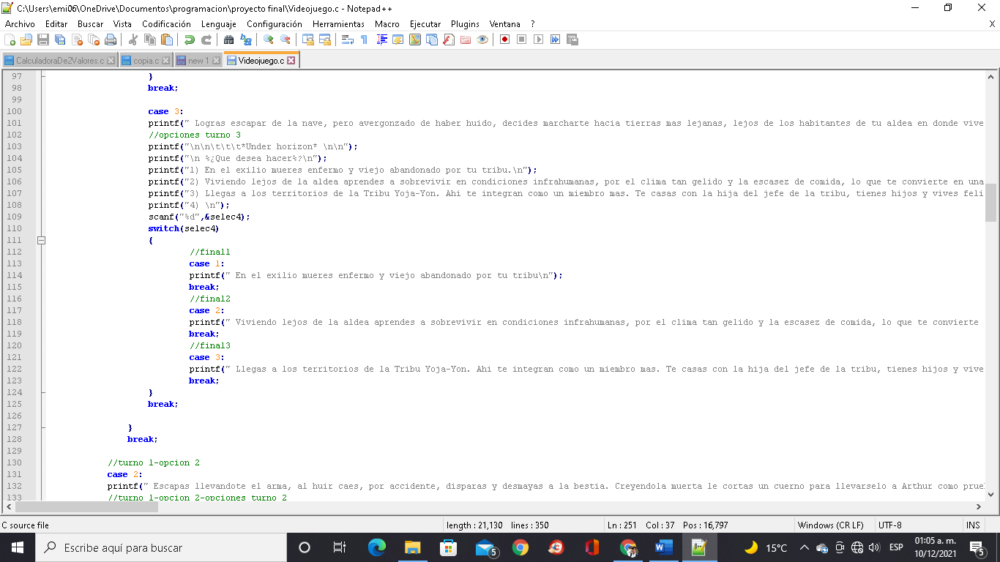 C:\Users\emi06\OneDrive\Documentos\programacion\proyecto final\Videojuego.c - Notepad++
Archivo Editar Buscar Vista Codificación Lenguaje Configuración Herramientas Macro Ejecutar Plugins Ventana ? X
CalculadoraDe2Valores.c copia.c new 1 Videojuego.c
97 }
98 break;
99
100 case 3:
101 printf(" Logras escapar de la nave, pero avergonzado de haber huido, decides marcharte hacia tierras mas lejanas, lejos de los habitantes de tu aldea en donde vive
102 //opciones turno 3
103 printf("\n\n\t\t\t*Under horizon* \n\n");
104 printf("\n %¿Que desea hacer%?\n");
105 printf("1) En el exilio mueres enfermo y viejo abandonado por tu tribu.\n");
106 printf("2) Viviendo lejos de la aldea aprendes a sobrevivir en condiciones infrahumanas, por el clima tan gelido y la escasez de comida, lo que te convierte en una
107 printf("3) Llegas a los territorios de la Tribu Yoja-Yon. Ahi te integran como un miembro mas. Te casas con la hija del jefe de la tribu, tienes hijos y vives feli
108 printf("4) \n");
109 scanf("%d",&selec4);
110 switch(selec4)
111 {
112 //final1
113 case 1:
114 printf(" En el exilio mueres enfermo y viejo abandonado por tu tribu\n");
115 break;
116 //final2
117 case 2:
118 printf(" Viviendo lejos de la aldea aprendes a sobrevivir en condiciones infrahumanas, por el clima tan gelido y la escasez de comida, lo que te convierte
119 break;
120 //final3
121 case 3:
122 printf(" Llegas a los territorios de la Tribu Yoja-Yon. Ahi te integran como un miembro mas. Te casas con la hija del jefe de la tribu, tienes hijos y vive
123 break;
124 }
125 break;
126
127 }
128 break;
129
130 //turno 1-opcion 2
131 case 2:
132 printf(" Escapas llevandote el arma, al huir caes, por accidente, disparas y desmayas a la bestia. Creyendola muerta le cortas un cuerno para llevarselo a Arthur como prue
133 //turno 1-opcion 2-opciones turno 2
C source file length : 21,130 lines : 350 Ln : 251 Col : 37 Pos : 16,797 Windows (CR LF) UTF-8 INS
Escribe aquí para buscar 5 15°C ESP 01:05 a. m. 5
10/12/2021